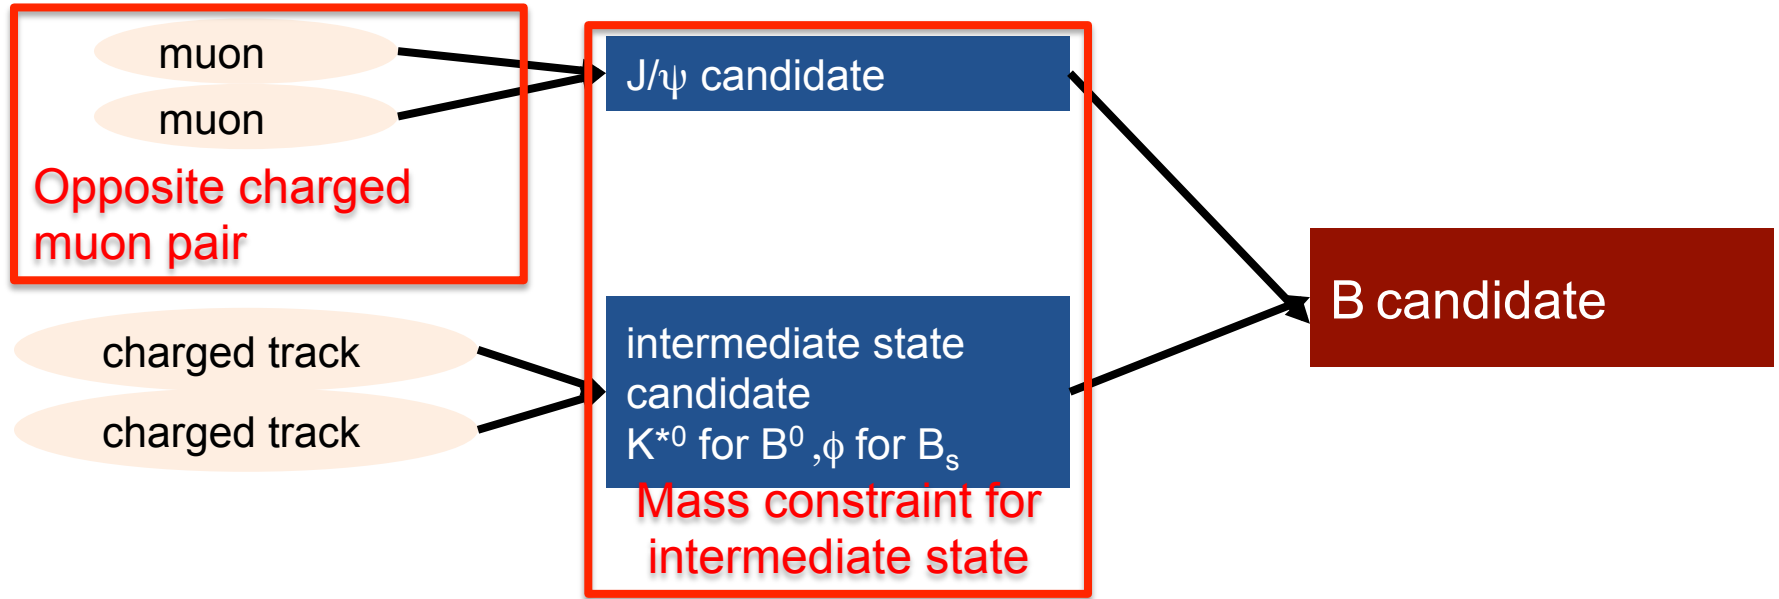 muon
muon
Opposite charged
muon pair
J/ψ candidate
charged track
charged track
intermediate state
candidate
K*⁰ for B⁰ ,ϕ for Bₛ
Mass constraint for
intermediate state
B candidate